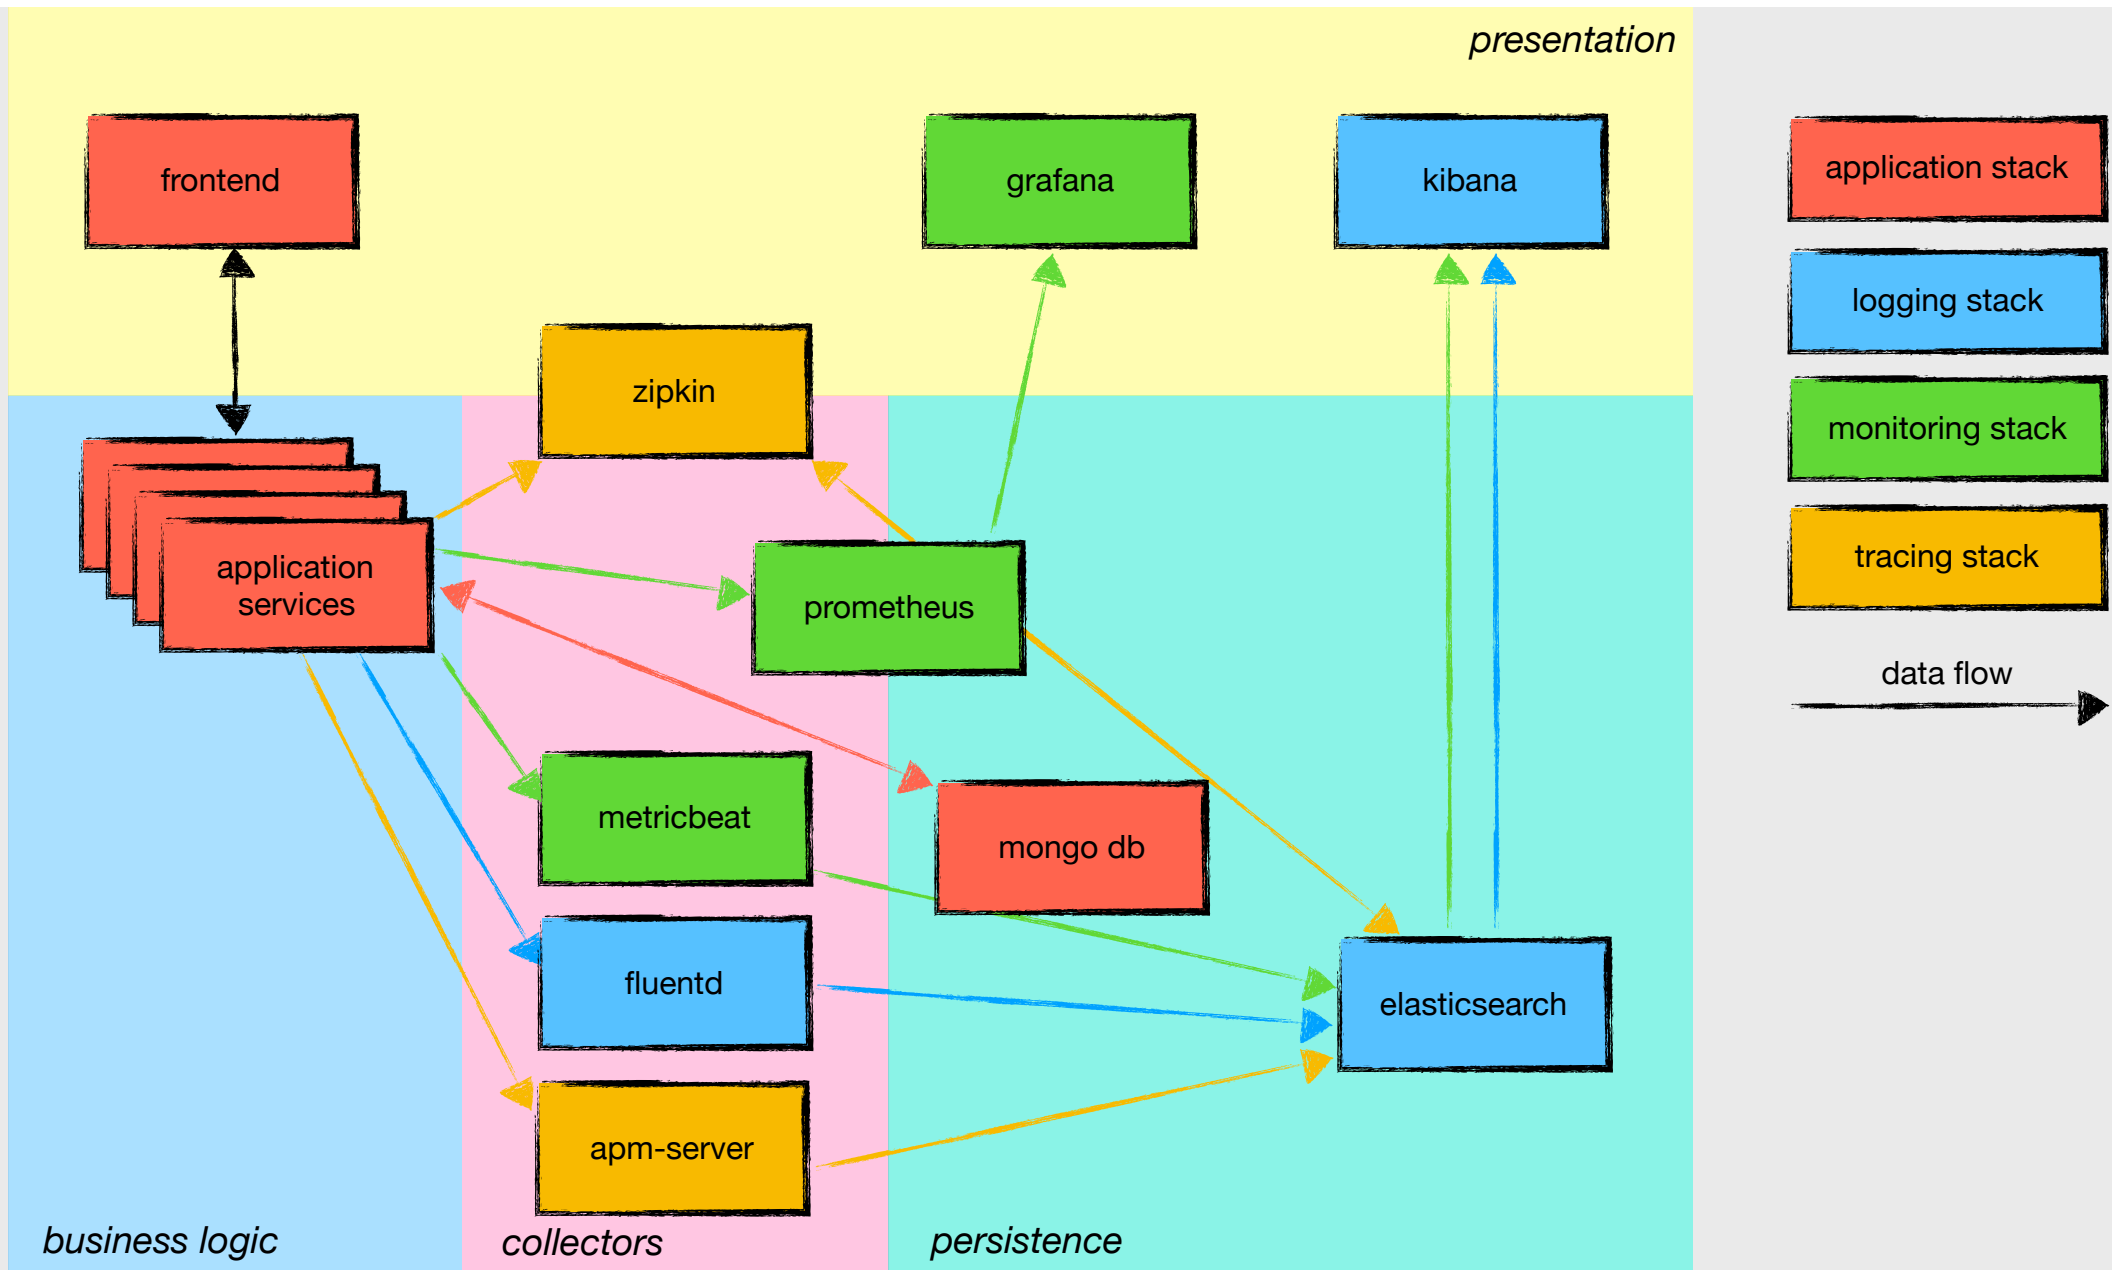 presentation
frontend
grafana
kibana
zipkin
application
services
prometheus
metricbeat
mongo db
fluentd
elasticsearch
apm-server
business logic
collectors
persistence
application stack
logging stack
monitoring stack
tracing stack
data flow